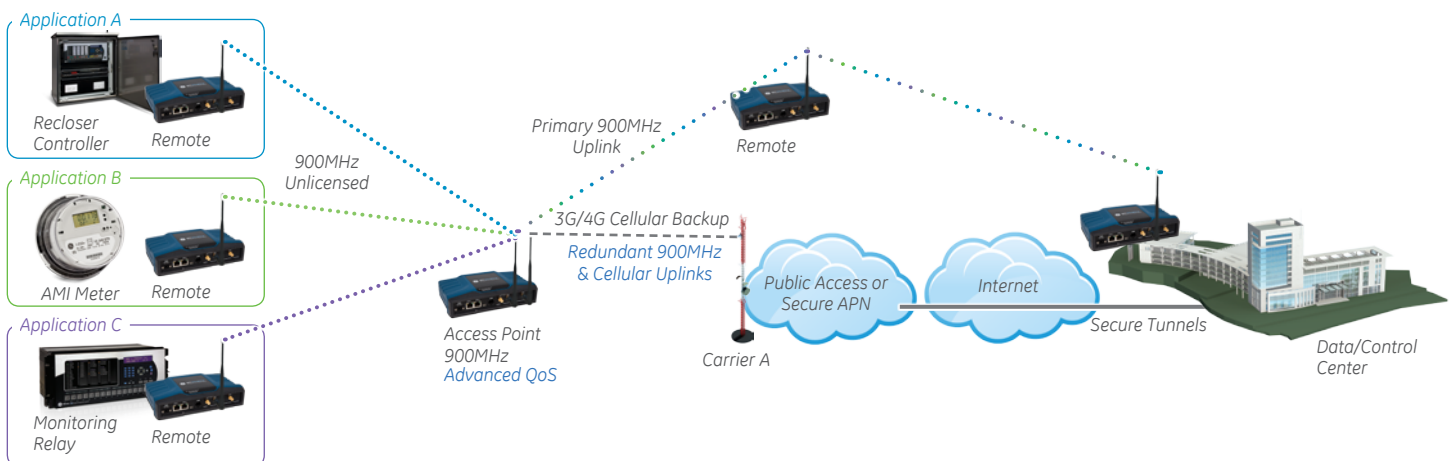 Application A
Recloser
Controller
Remote
Application B
AMI Meter
Remote
Application C
Monitoring
Relay
Remote
900MHz
Unlicensed
Primary 900MHz
Uplink
Remote
3G/4G Cellular Backup
Redundant 900MHz
& Cellular Uplinks
Access Point
900MHz
Advanced QoS
Carrier A
Public Access or
Secure APN
Internet
Secure Tunnels
Data/Control
Center